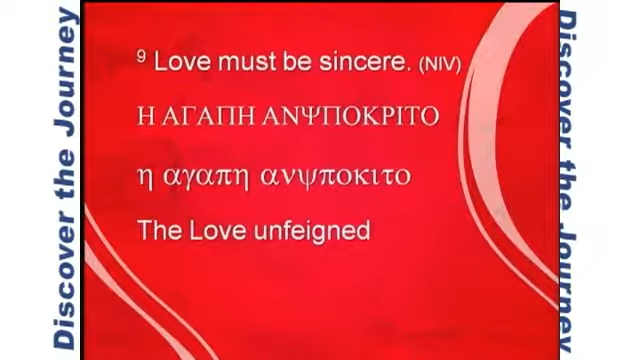 Discover the Journey
⁹ Love must be sincere. (NIV)
Η ΑΓΑΠΗ ΑΝΨΠΟΚΡΙΤΟ
η αγαπη ανψποκιτο
The Love unfeigned
Discover the Journey